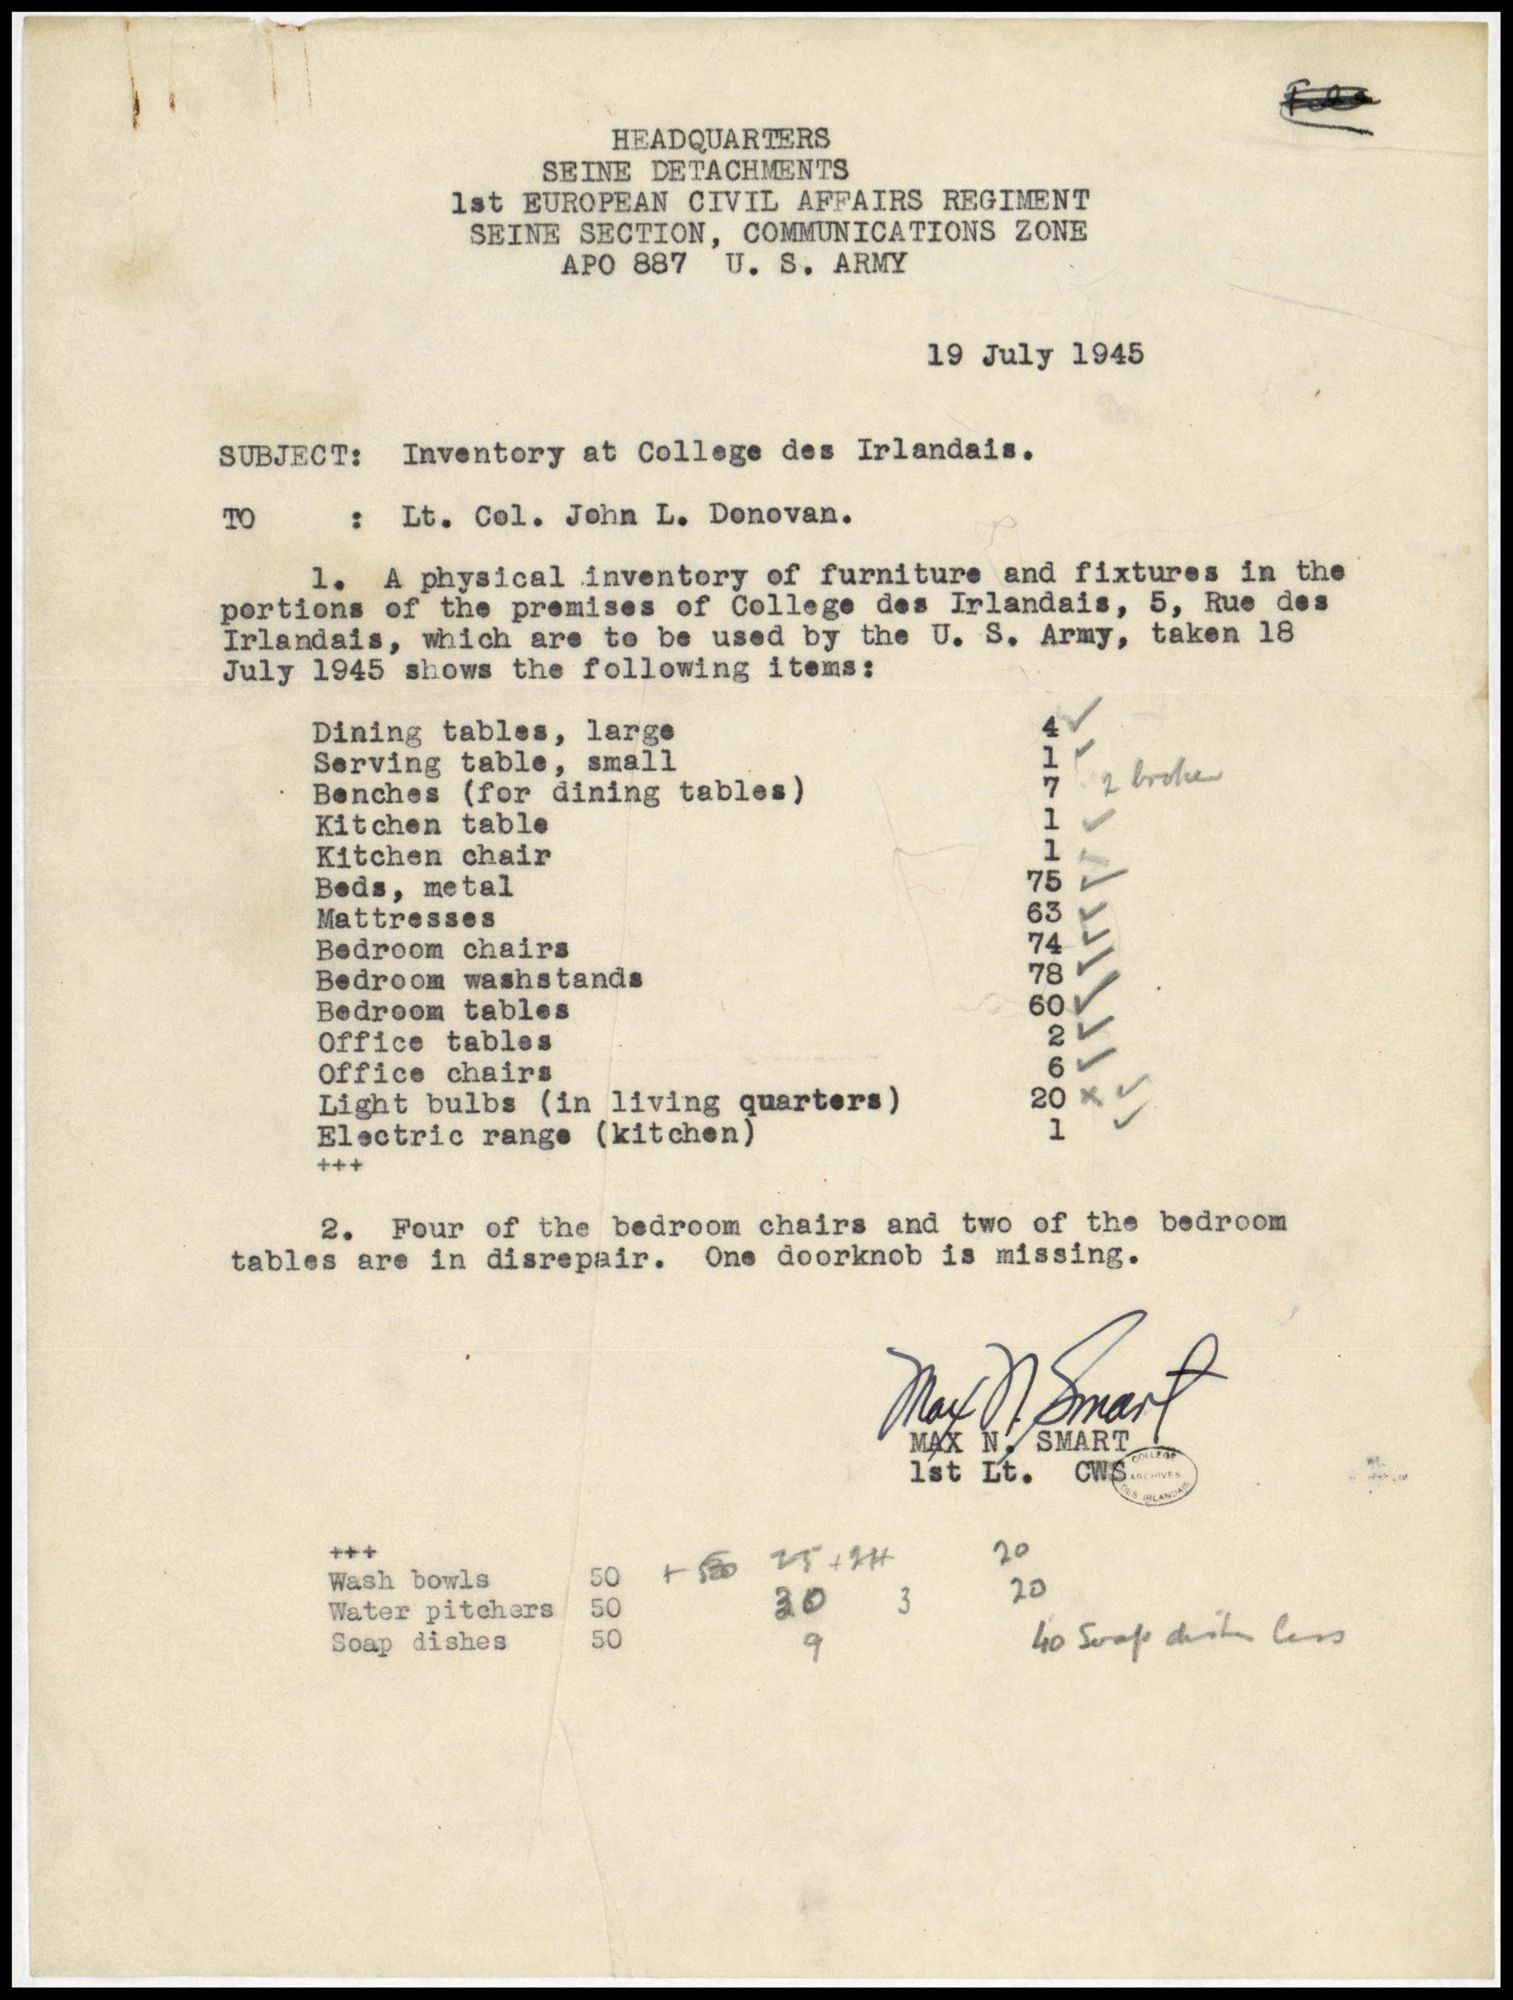 HEADQUARTERS
SEINE DETACHMENTS
1st EUROPEAN CIVIL AFFAIRS REGIMENT
SEINE SECTION, COMMUNICATIONS ZONE
APO 887 U. S. ARMY
19 July 1945
SUBJECT: Inventory at College des Irlandais.
TO : Lt. Col. John L. Donovan.
1. A physical inventory of furniture and fixtures in the
portions of the premises of College des Irlandais, 5, Rue des
Irlandais, which are to be used by the U. S. Army, taken 18
July 1945 shows the following items:
Dining tables, large 4 ✓
Serving table, small 1 ✓
Benches (for dining tables) 7 2 broken
Kitchen table 1 ✓
Kitchen chair 1 ✓
Beds, metal 75 ✓
Mattresses 63 ✓
Bedroom chairs 74 ✓
Bedroom washstands 78 ✓
Bedroom tables 60 ✓
Office tables 2 ✓
Office chairs 6 ✓
Light bulbs (in living quarters) 20 x ✓
Electric range (kitchen) 1 ✓
+++
2. Four of the bedroom chairs and two of the bedroom
tables are in disrepair. One doorknob is missing.
Max N. Smart
MAX N. SMART
1st Lt. CWS
COLLEGE
ARCHIVES
DES IRLANDAIS
+++
Wash bowls 50 25 20
Water pitchers 50 30 3 20
Soap dishes 50 9 40 Soap dishes less